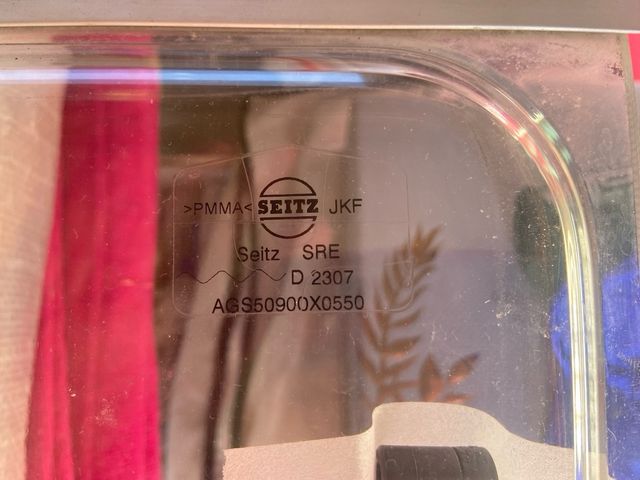 >PMMA< SEITZ JKF
Seitz SRE
D 2307
AGS50900X0550